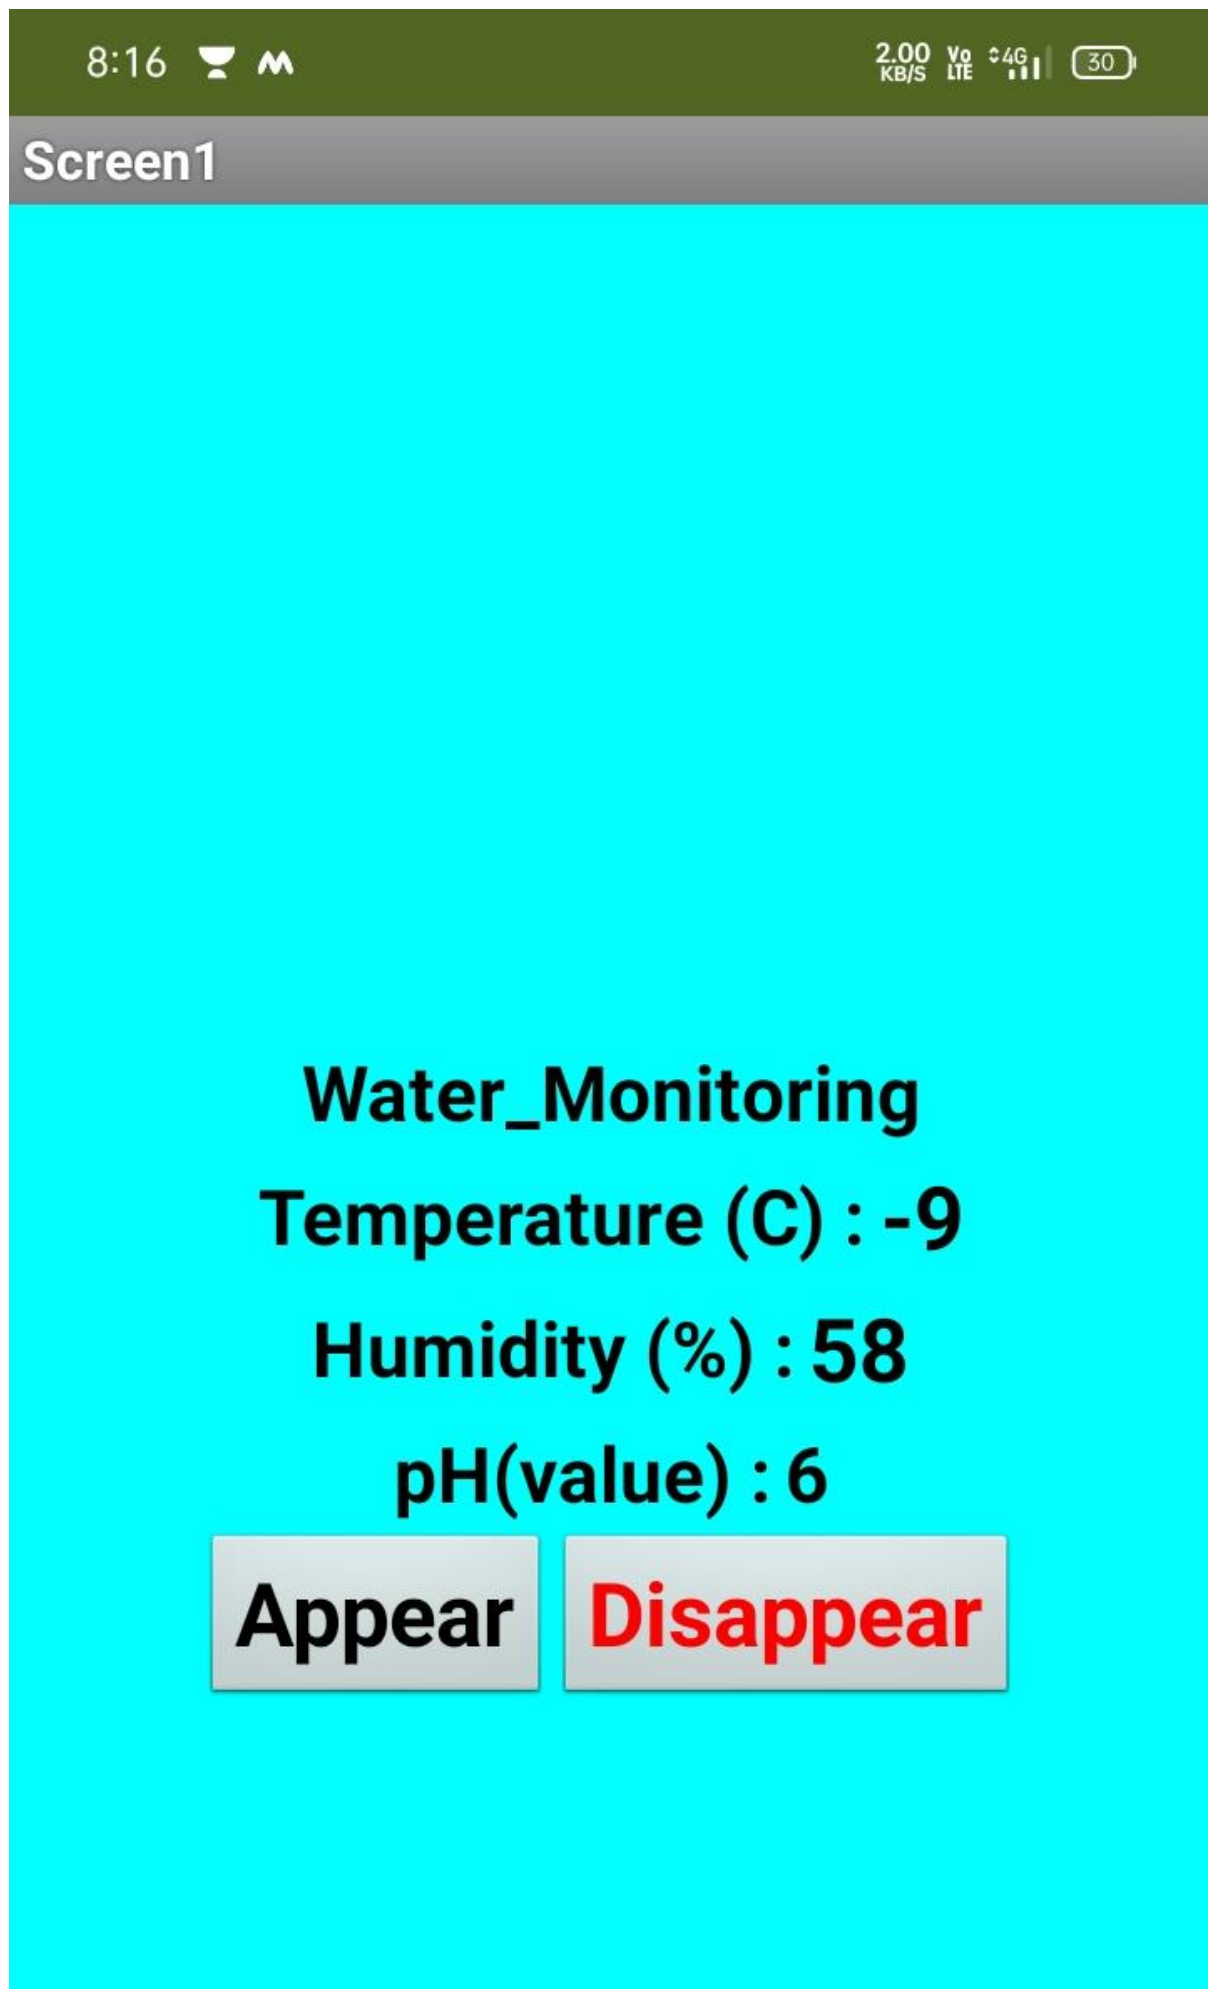 8:16 2.00 KB/S Vo LTE 4G 30
Screen1
Water_Monitoring
Temperature (C) : -9
Humidity (%) : 58
pH(value) : 6
Appear Disappear